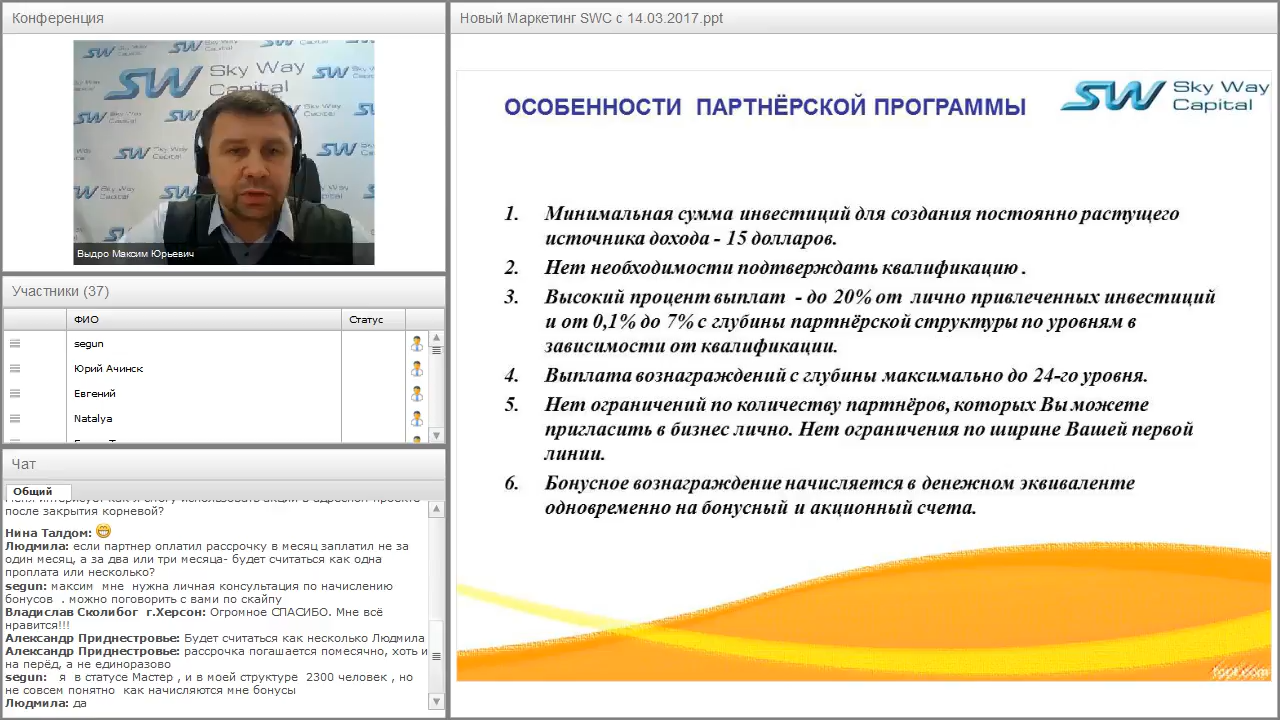 Конференция
Sky Way
Capital
Выдро Максим Юрьевич
Участники (37)
ФИО
Статус
segun
Юрий Ачинск
Евгений
Natalya
Чат
Общий
после закрытия корневой?
Нина Талдом:
Людмила: если партнер оплатил рассрочку в месяц заплатил не за
один месяц, а за два или три месяца- будет считаться как одна
проплата или несколько?
segun: максим мне нужна личная консультация по начислению
бонусов . можно поговорить с вами по скайпу
Владислав Сколибог г.Херсон: Огромное СПАСИБО. Мне всё
нравится!!!
Александр Приднестровье: Будет считаться как несколько Людмила
Александр Приднестровье: рассрочка погашается помесячно, хоть и
на перёд, а не единоразово
segun: я в статусе Мастер , и в моей структуре 2300 человек , но
не совсем понятно как начисляются мне бонусы
Людмила: да
Новый Маркетинг SWC с 14.03.2017.ppt
ОСОБЕННОСТИ ПАРТНЁРСКОЙ ПРОГРАММЫ
SW Sky Way
Capital
1. Минимальная сумма инвестиций для создания постоянно растущего
источника дохода - 15 долларов.
2. Нет необходимости подтверждать квалификацию .
3. Высокий процент выплат - до 20% от лично привлеченных инвестиций
и от 0,1% до 7% с глубины партнёрской структуры по уровням в
зависимости от квалификации.
4. Выплата вознаграждений с глубины максимально до 24-го уровня.
5. Нет ограничений по количеству партнёров, которых Вы можете
пригласить в бизнес лично. Нет ограничения по ширине Вашей первой
линии.
6. Бонусное вознаграждение начисляется в денежном эквиваленте
одновременно на бонусный и акционный счета.
fppt.com